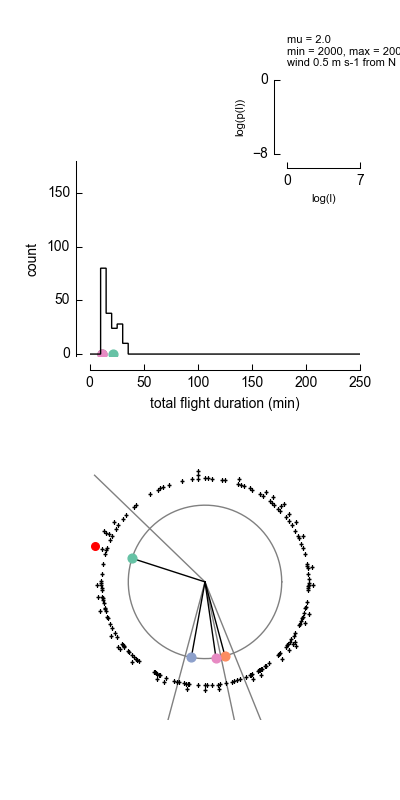 mu = 2.0
min = 2000, max = 200
wind 0.5 m s-1 from N
0
log(p(l))
−8
0 7
log(l)
150
100
count
50
0
0 50 100 150 200 250
total flight duration (min)